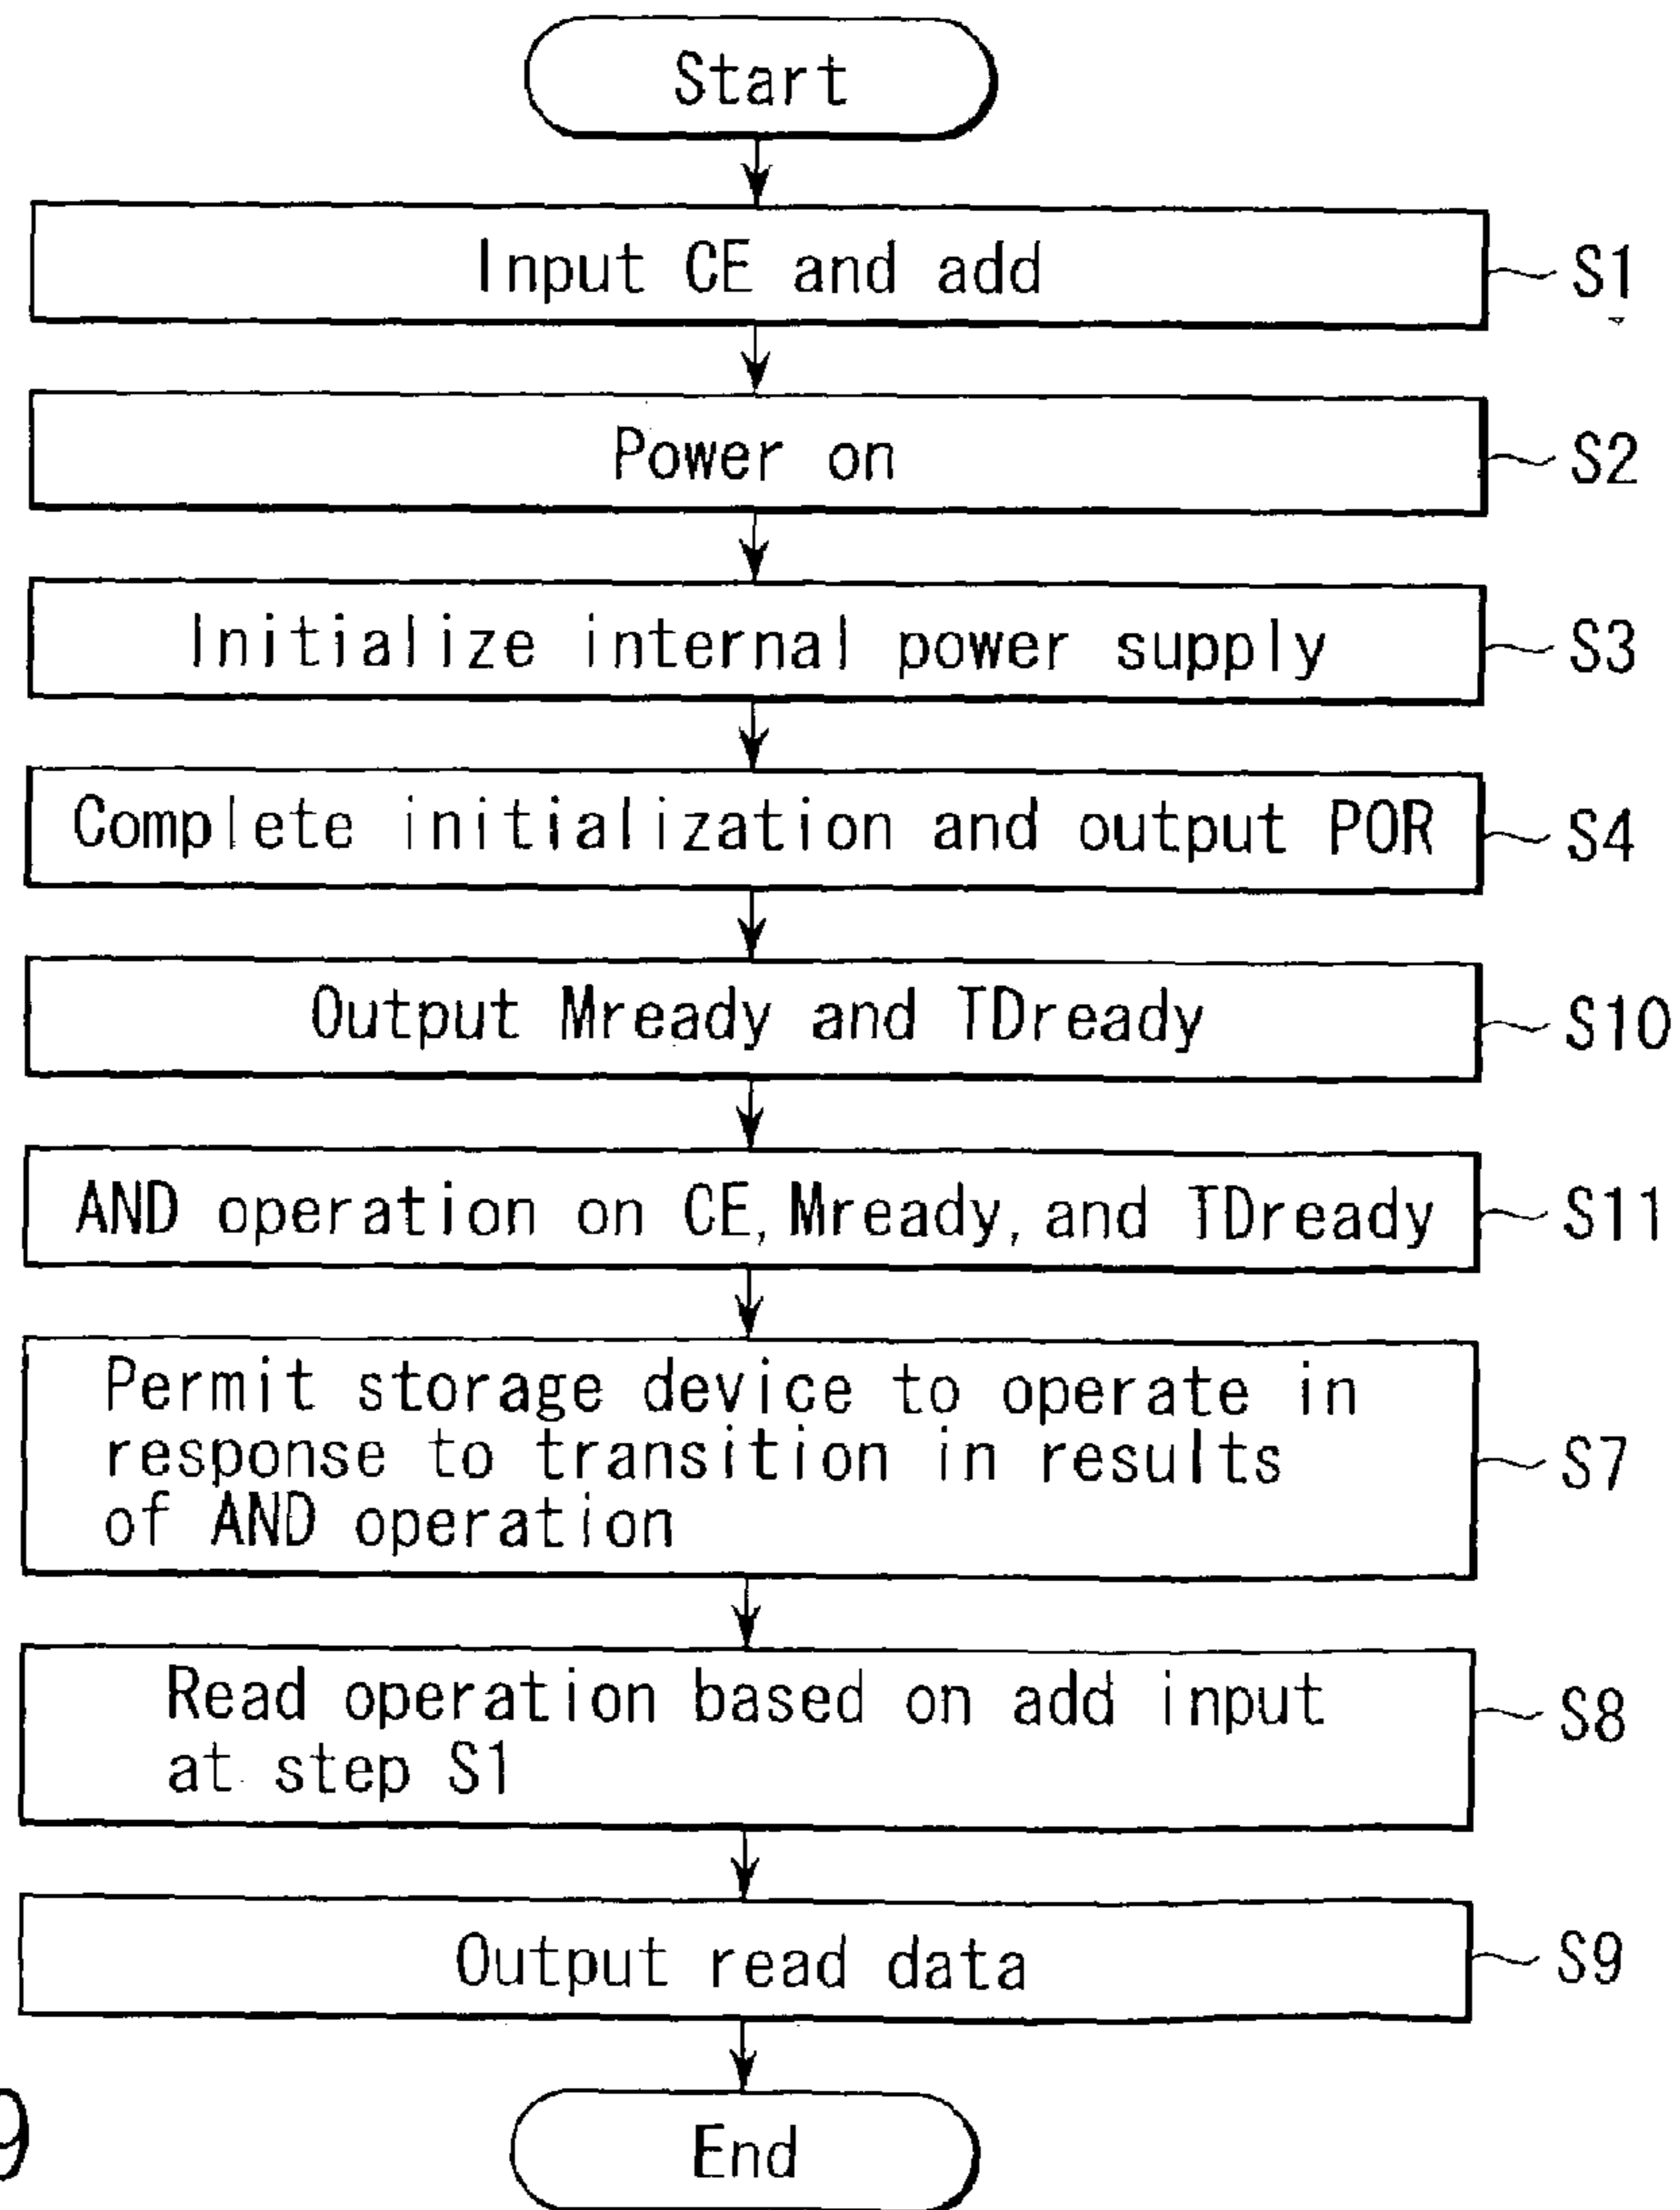 Start
Input CE and add
S1
Power on
S2
Initialize internal power supply
S3
Complete initialization and output POR
S4
Output Mready and TDready
S10
AND operation on CE, Mready, and TDready
S11
Permit storage device to operate in
response to transition in results
of AND operation
S7
Read operation based on add input
at step S1
S8
Output read data
S9
End
9